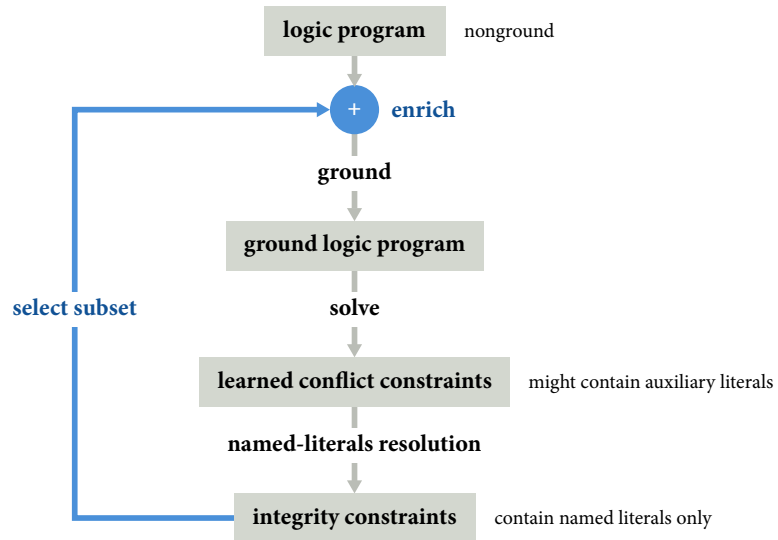 logic program nonground
+ enrich
ground
ground logic program
select subset solve
learned conflict constraints might contain auxiliary literals
named-literals resolution
integrity constraints contain named literals only